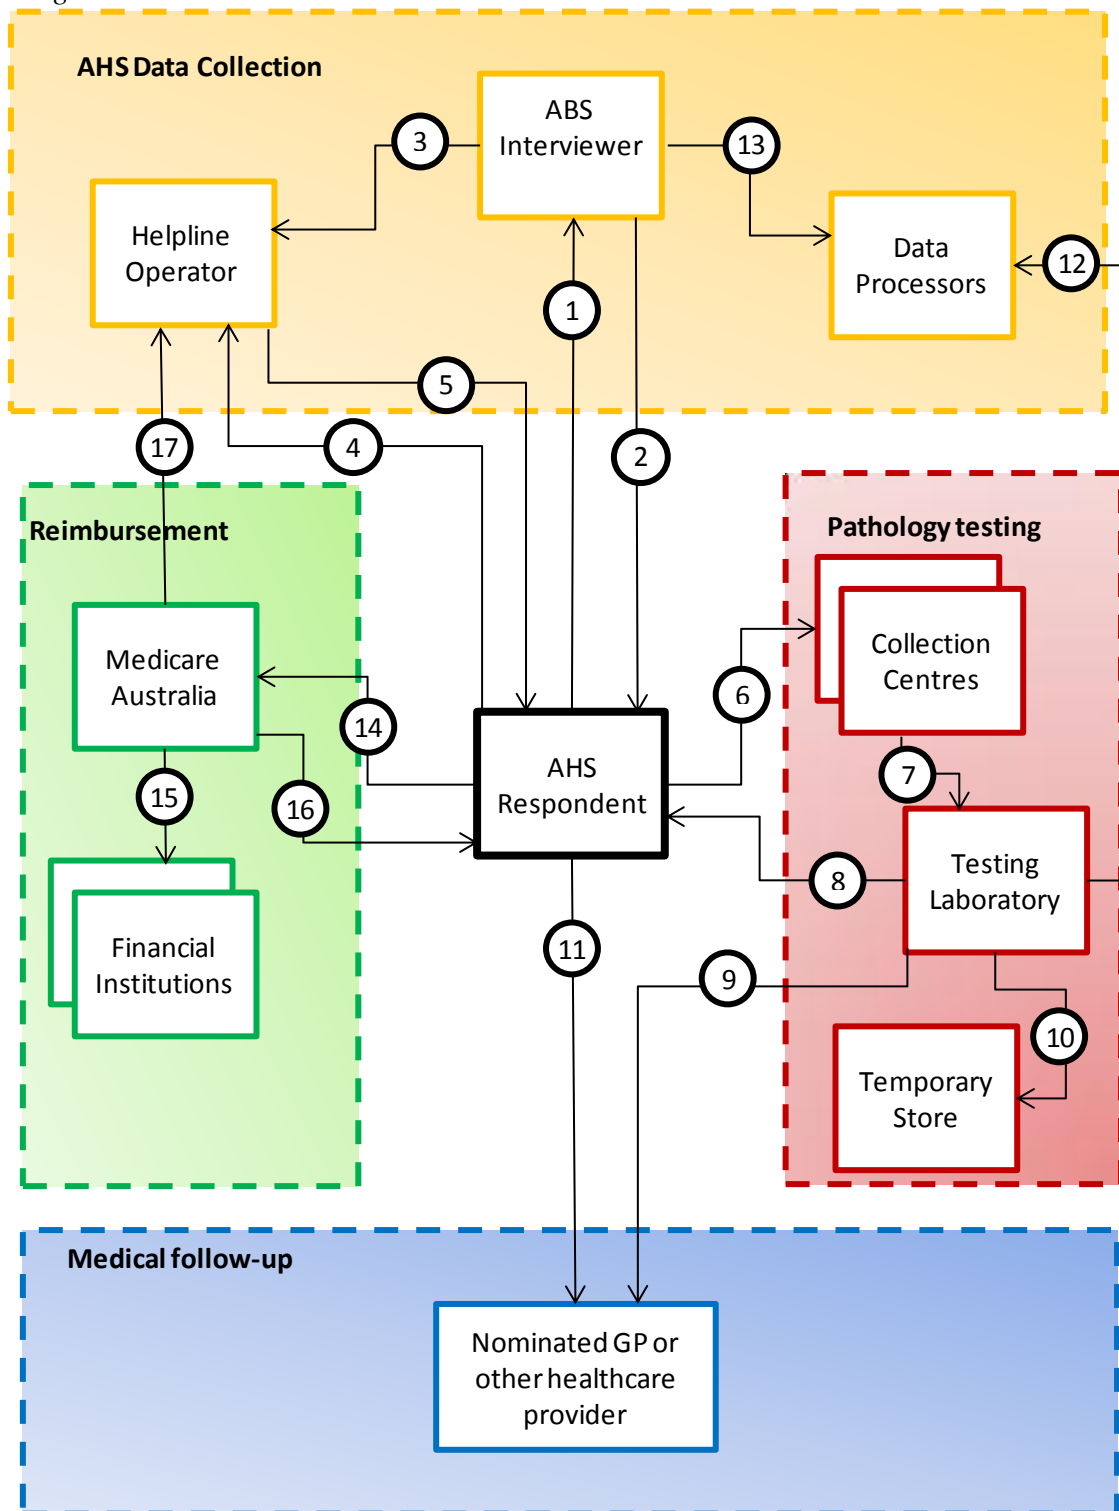 AHS Data Collection
ABS
Interviewer
3
13
Helpline
Operator
Data
Processors
12
1
5
17
4
2
Reimbursement
Pathology testing
Medicare
Australia
Collection
Centres
6
14
7
15
16
AHS
Respondent
8
Testing
Laboratory
Financial
Institutions
11
9
10
Temporary
Store
Medical follow-up
Nominated GP or
other healthcare
provider